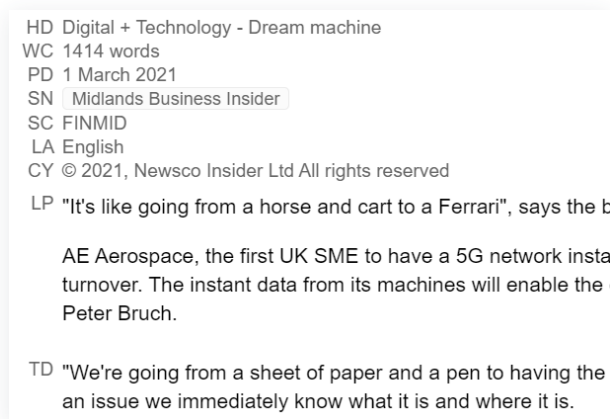 HD Digital + Technology - Dream machine
WC 1414 words
PD 1 March 2021
SN Midlands Business Insider
SC FINMID
LA English
CY © 2021, Newsco Insider Ltd All rights reserved
LP "It's like going from a horse and cart to a Ferrari", says the
AE Aerospace, the first UK SME to have a 5G network
turnover. The instant data from its machines will enable the
Peter Bruch.
TD "We're going from a sheet of paper and a pen to having the
an issue we immediately know what it is and where it is.